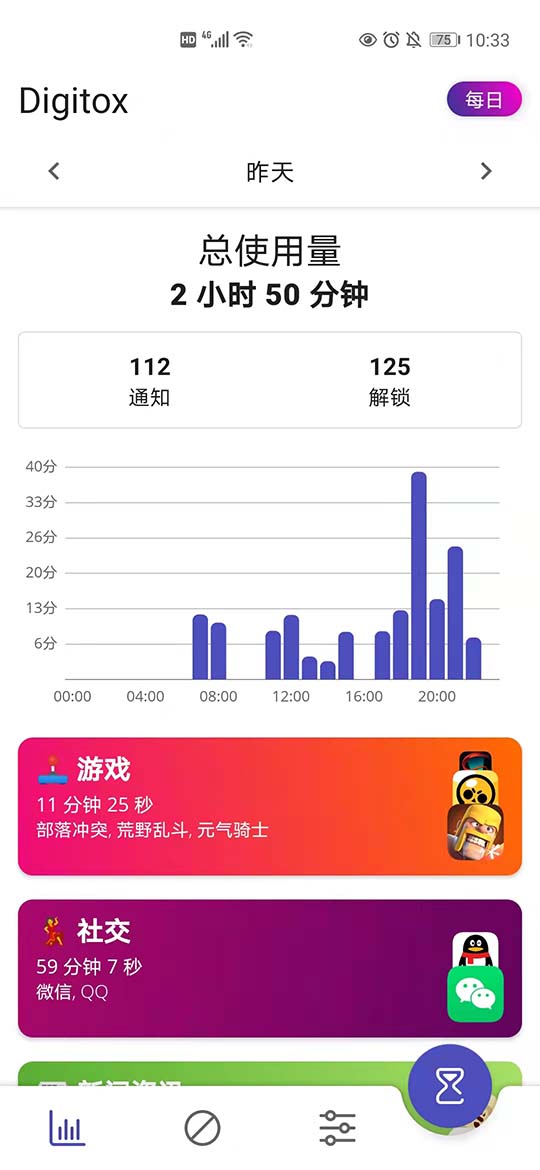 HD 4G 75 10:33
Digitox
每日
昨天
总使用量
2 小时 50 分钟
112
通知
125
解锁
40分
33分
26分
20分
13分
6分
00:00 04:00 08:00 12:00 16:00 20:00
游戏
11 分钟 25 秒
部落冲突, 荒野乱斗, 元气骑士
社交
59 分钟 7 秒
微信, QQ